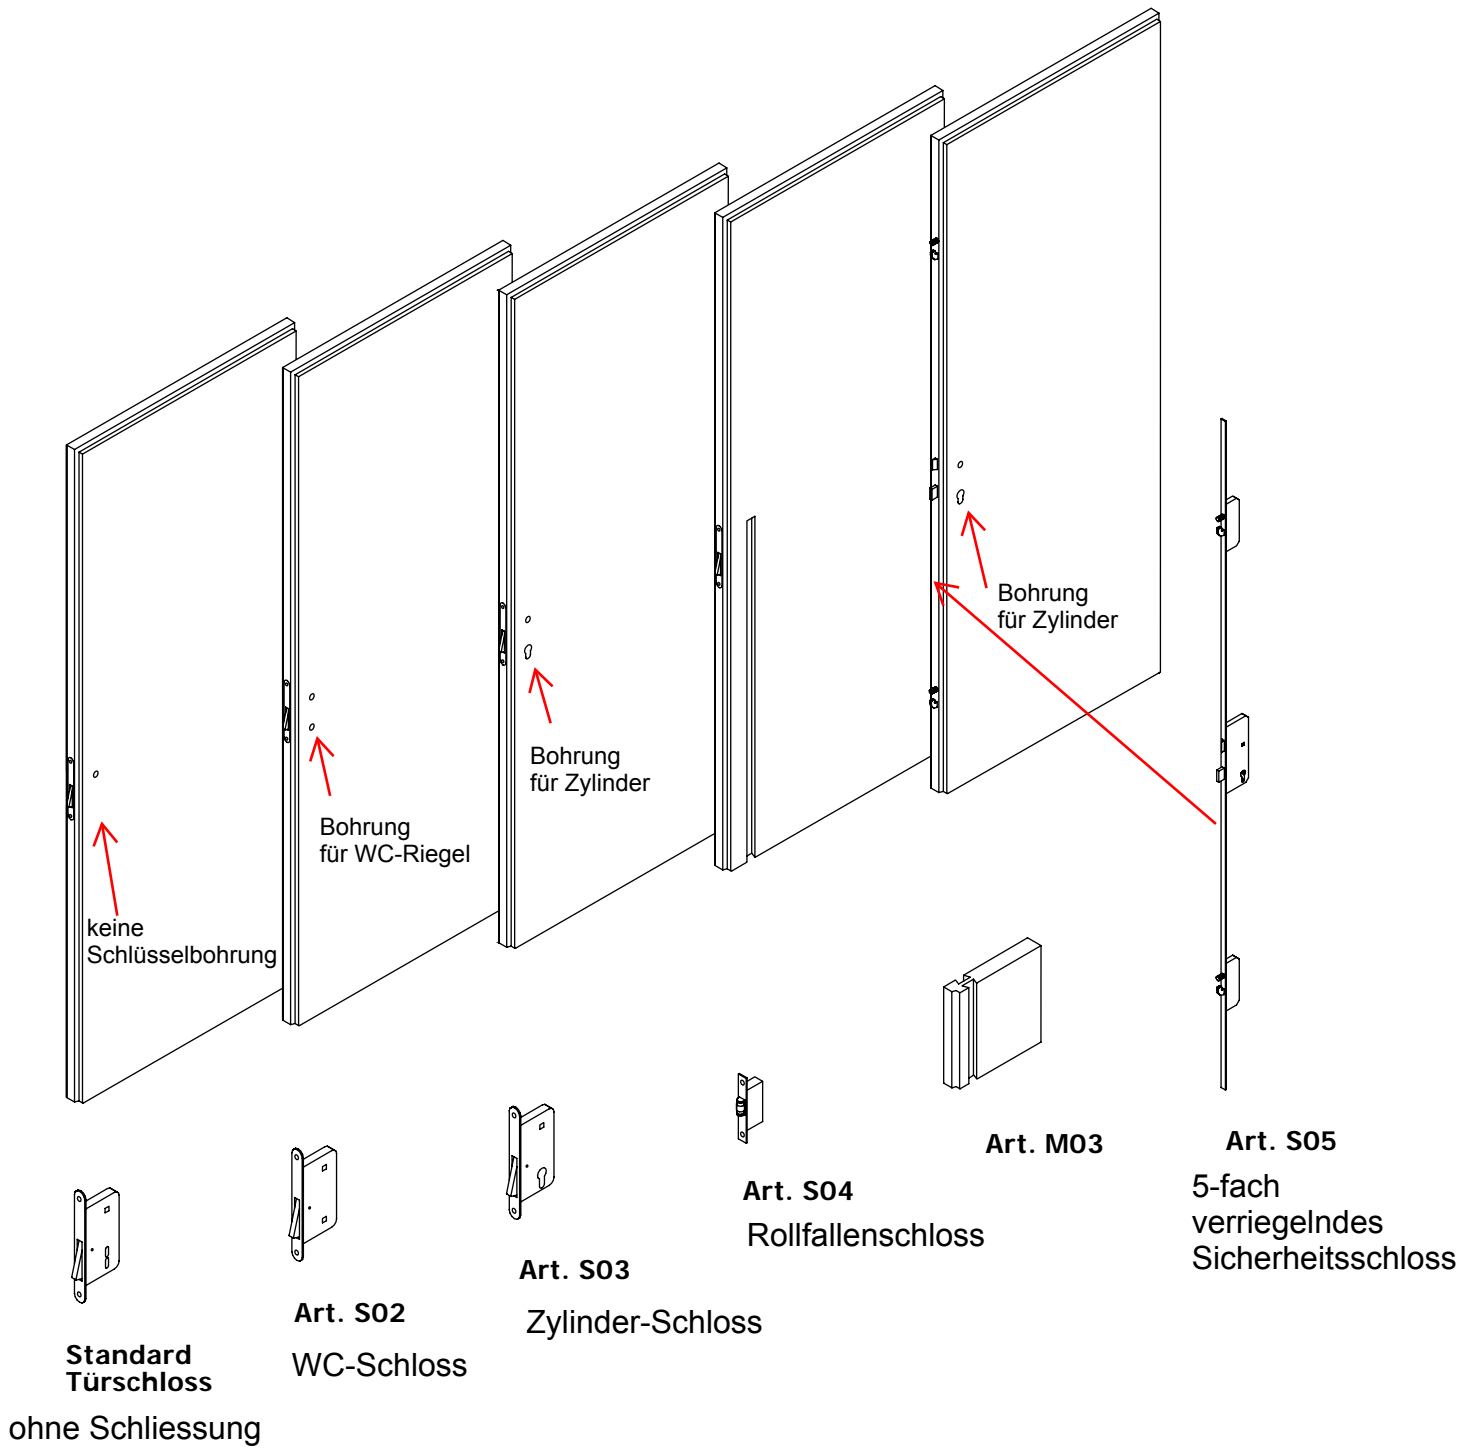 keine
Schlüsselbohrung
Bohrung
für WC-Riegel
Bohrung
für Zylinder
Bohrung
für Zylinder
Standard
Türschloss
ohne Schliessung
Art. S02
WC-Schloss
Art. S03
Zylinder-Schloss
Art. S04
Rollfallenschloss
Art. M03
Art. S05
5-fach
verriegelndes
Sicherheitsschloss